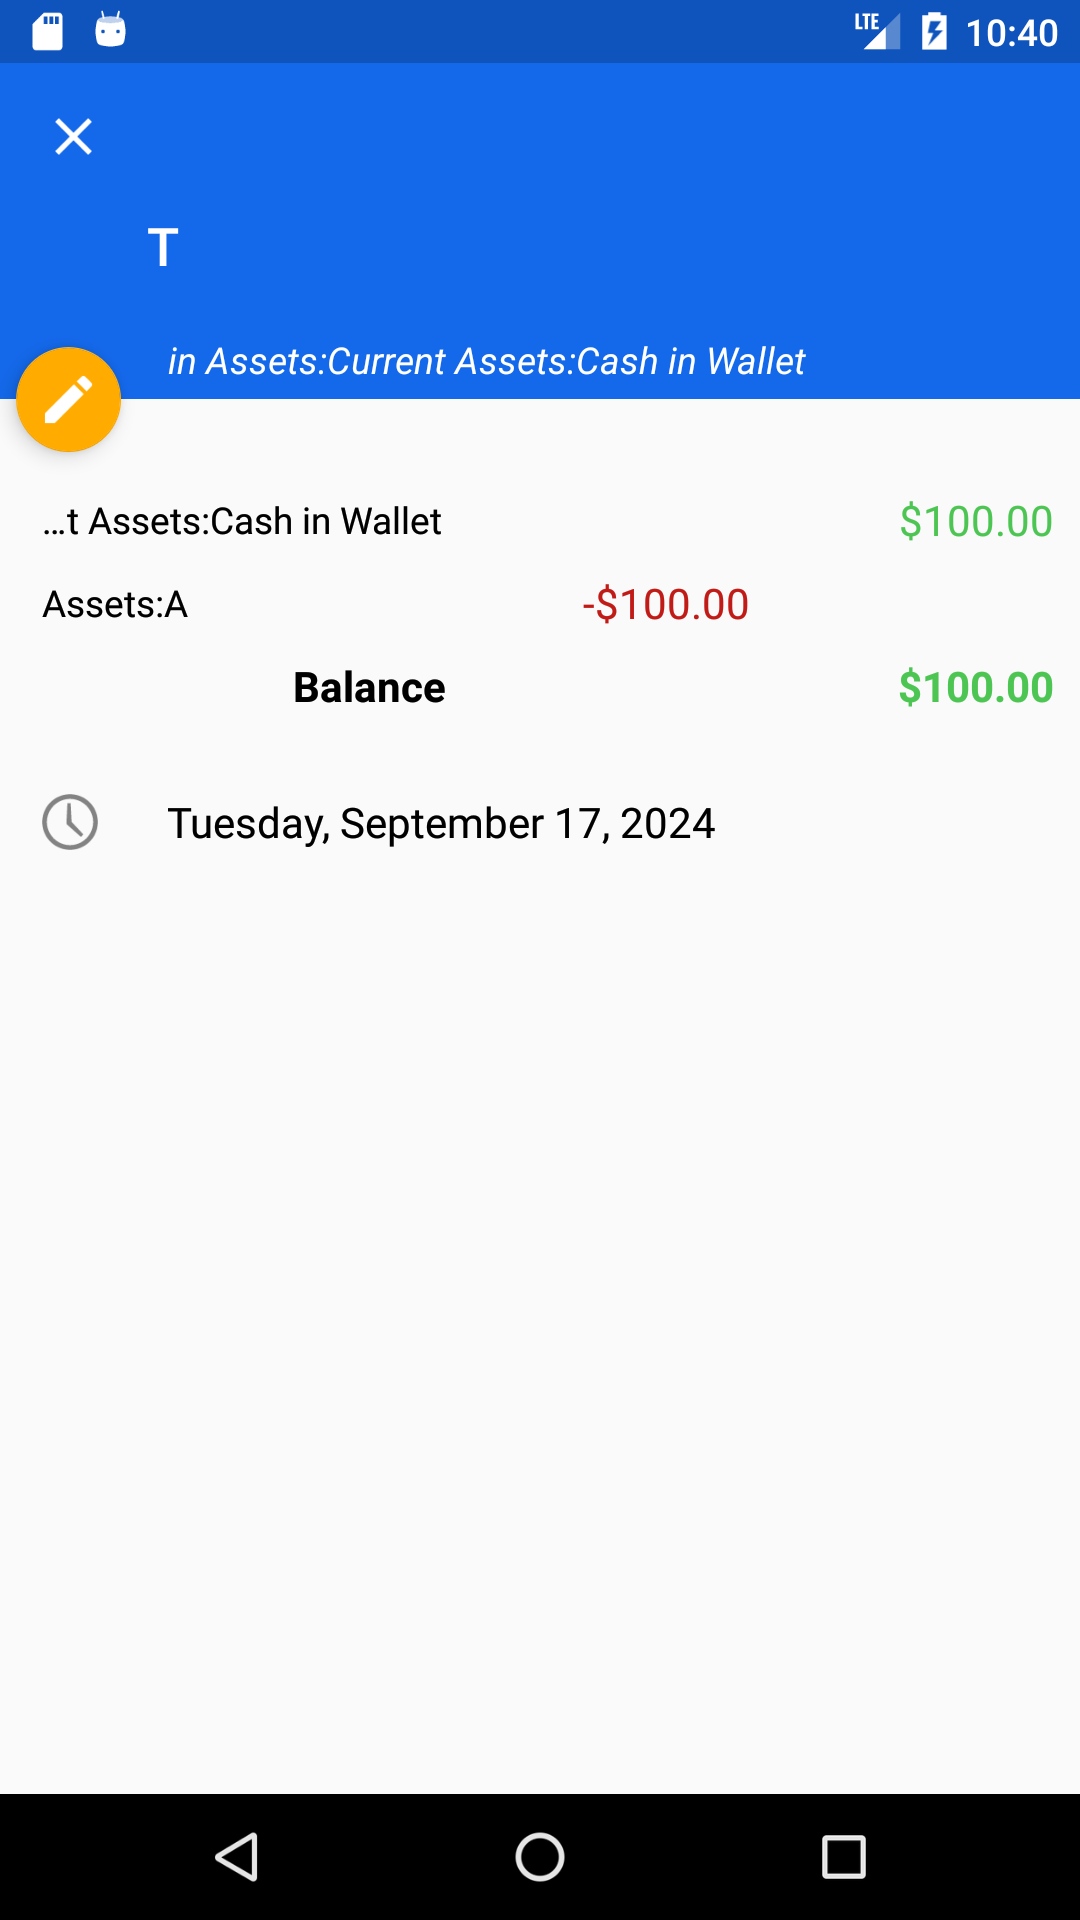 LTE 10:40
T
in Assets:Current Assets:Cash in Wallet
…t Assets:Cash in Wallet $100.00
Assets:A -$100.00
Balance $100.00
Tuesday, September 17, 2024